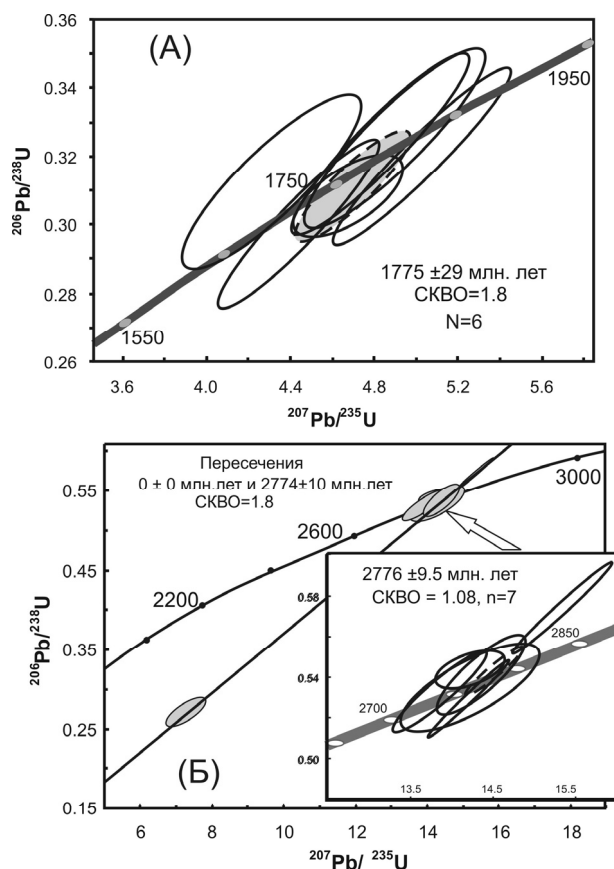 (А)
0.36
0.34
0.32
0.30
0.28
0.26
206Pb/238U
1950
1750
1550
1775 ±29 млн. лет
СКВО=1.8
N=6
3.6 4.0 4.4 4.8 5.2 5.6
207Pb/235U
Пересечения
0 ± 0 млн.лет и 2774±10 млн.лет
СКВО=1.8
0.55
0.45
0.35
0.25
0.15
206Pb/238U
3000
2600
2200
2776 ±9.5 млн. лет
СКВО = 1.08, n=7
0.58
0.54
0.50
2850
2700
13.5 14.5 15.5
(Б)
6 8 10 12 14 16 18
207Pb/ 235U